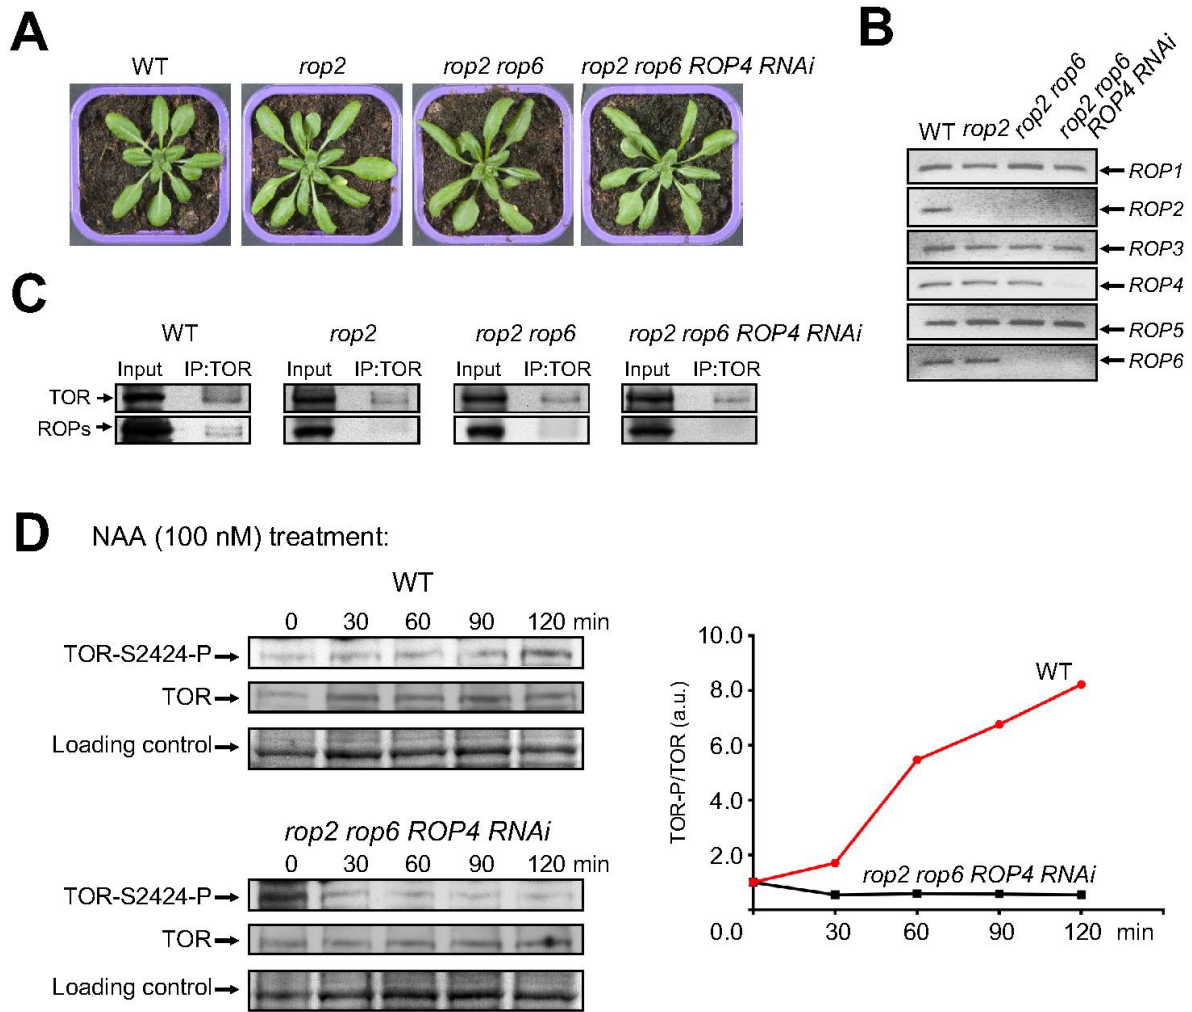 A
WT rop2 rop2 rop6 rop2 rop6 ROP4 RNAi
B
WT rop2 rop2 rop6 rop2 rop6 ROP4 RNAi
ROP1
ROP2
ROP3
ROP4
ROP5
ROP6
C
WT rop2 rop2 rop6 rop2 rop6 ROP4 RNAi
Input IP:TOR Input IP:TOR Input IP:TOR Input IP:TOR
TOR
ROPs
D NAA (100 nM) treatment:
WT
0 30 60 90 120 min
TOR-S2424-P
TOR
Loading control
rop2 rop6 ROP4 RNAi
0 30 60 90 120 min
TOR-S2424-P
TOR
Loading control
TOR-P/TOR (a.u.)
10.0
8.0
6.0
4.0
2.0
0.0
WT
rop2 rop6 ROP4 RNAi
30 60 90 120 min